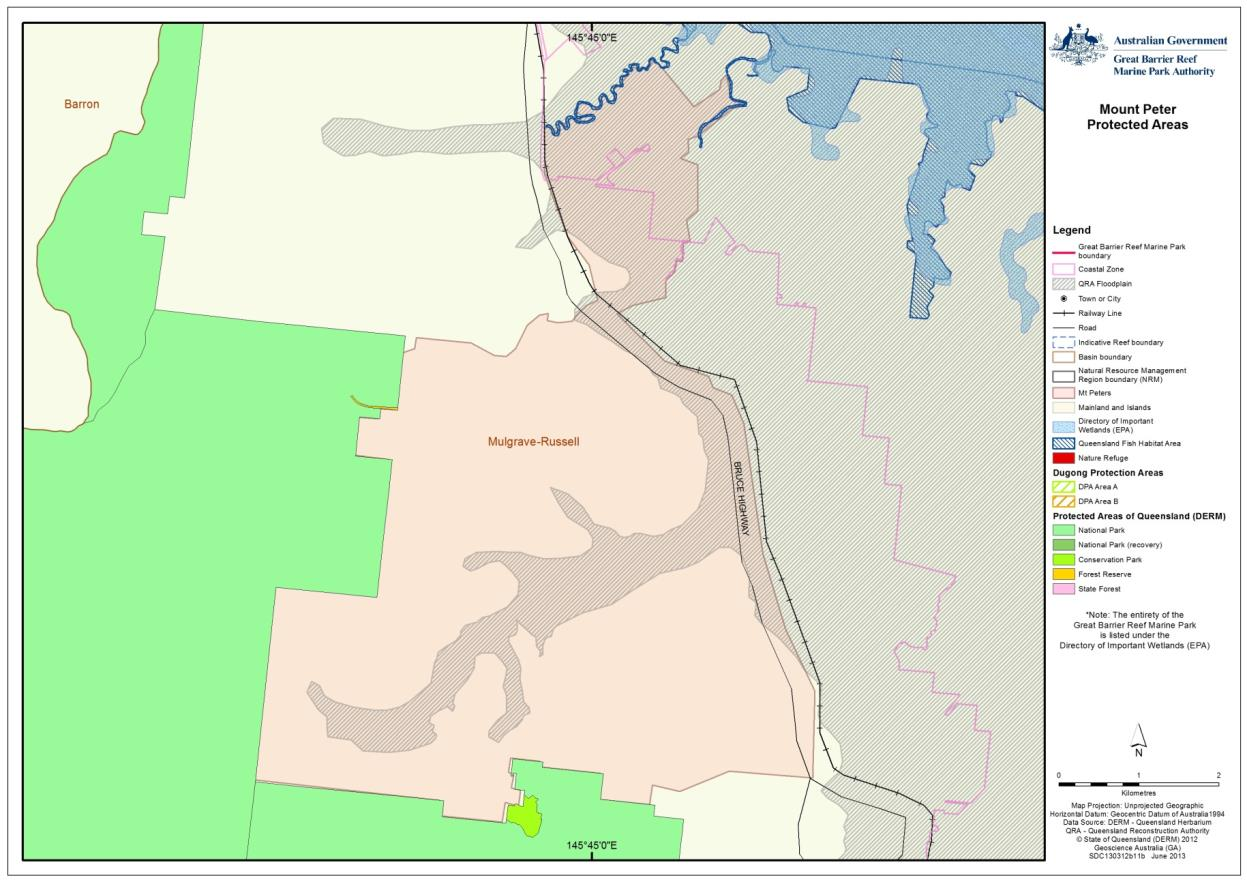 145°45'0"E
Barron
Mulgrave-Russell
BRUCE HIGHWAY
145°45'0"E
Australian Government
Great Barrier Reef
Marine Park Authority
Mount Peter
Protected Areas
Legend
Great Barrier Reef Marine Park
boundary
Coastal Zone
QRA Floodplain
Town or City
Railway Line
Road
Indicative Reef boundary
Basin boundary
Natural Resource Management
Region boundary (NRM)
Mt Peters
Mainland and Islands
Directory of Important
Wetlands (EPA)
Queensland Fish Habitat Area
Nature Refuge
Dugong Protection Areas
DPA Area A
DPA Area B
Protected Areas of Queensland (DERM)
National Park
National Park (recovery)
Conservation Park
Forest Reserve
State Forest
*Note: The entirety of the
Great Barrier Reef Marine Park
is listed under the
Directory of Important Wetlands (EPA)
N
0 1 2
Kilometres
Map Projection: Unprojected Geographic
Horizontal Datum: Geocentric Datum of Australia1994
Data Source: DERM - Queensland Herbarium
QRA - Queensland Reconstruction Authority
© State of Queensland (DERM) 2012
Geoscience Australia (GA)
SDC130312b11b June 2013